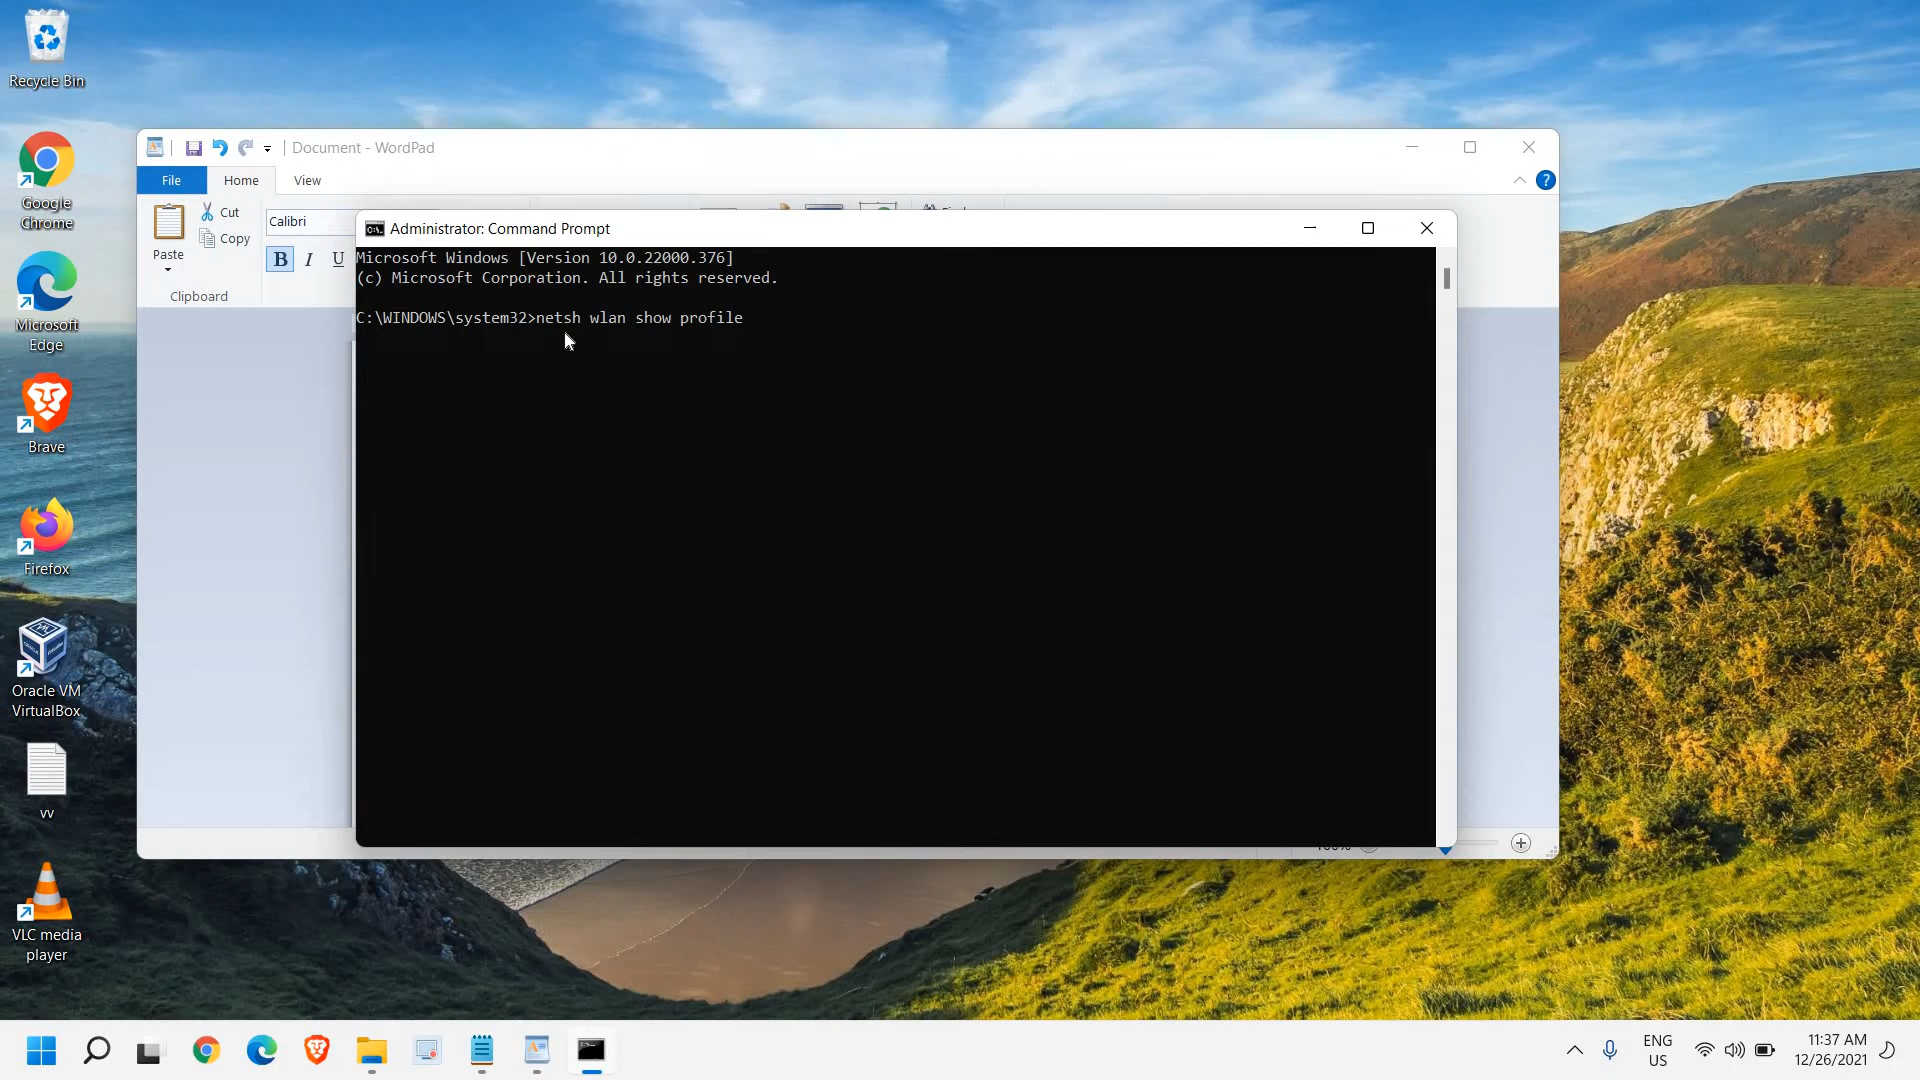 Recycle Bin
Google
Chrome
Microsoft
Edge
Brave
Firefox
Oracle VM
VirtualBox
vv
VLC media
player
Document - WordPad
File
Home
View
Paste
Cut
Copy
Clipboard
Calibri
B I U
Administrator: Command Prompt
Microsoft Windows [Version 10.0.22000.376]
(c) Microsoft Corporation. All rights reserved.
C:\WINDOWS\system32>netsh wlan show profile
ENG
US
11:37 AM
12/26/2021